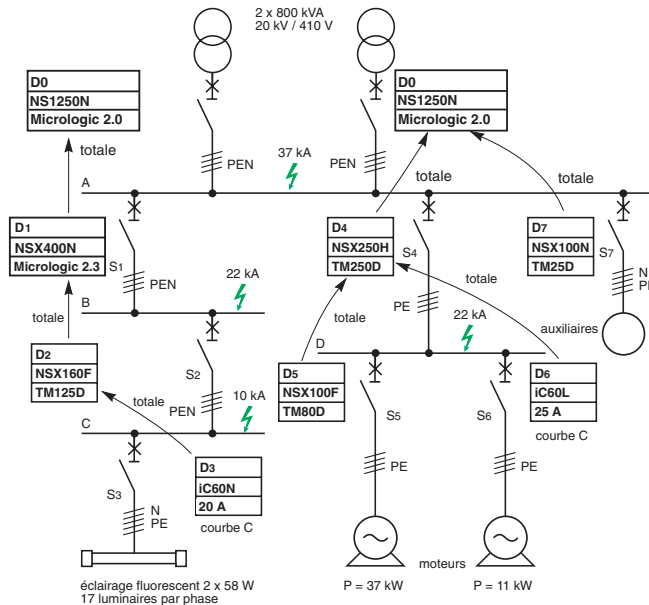 2 x 800 kVA
20 kV / 410 V
D0
NS1250N
Micrologic 2.0
D0
NS1250N
Micrologic 2.0
totale
PEN
37 kA
PEN
totale
totale
A
D1
NSX400N
Micrologic 2.3
S1
PEN
D4
NSX250H
TM250D
S4
D7
NSX100N
TM25D
S7
N
PE
22 kA
totale
PE
B
totale
totale
22 kA
auxiliaires
D
D2
NSX160F
TM125D
S2
totale
PEN
10 kA
D5
NSX100F
TM80D
S5
S6
D6
iC60L
25 A
courbe C
C
D3
iC60N
20 A
courbe C
S3
N
PE
PE
PE
moteurs
éclairage fluorescent 2 x 58 W
17 luminaires par phase
P = 37 kW
P = 11 kW